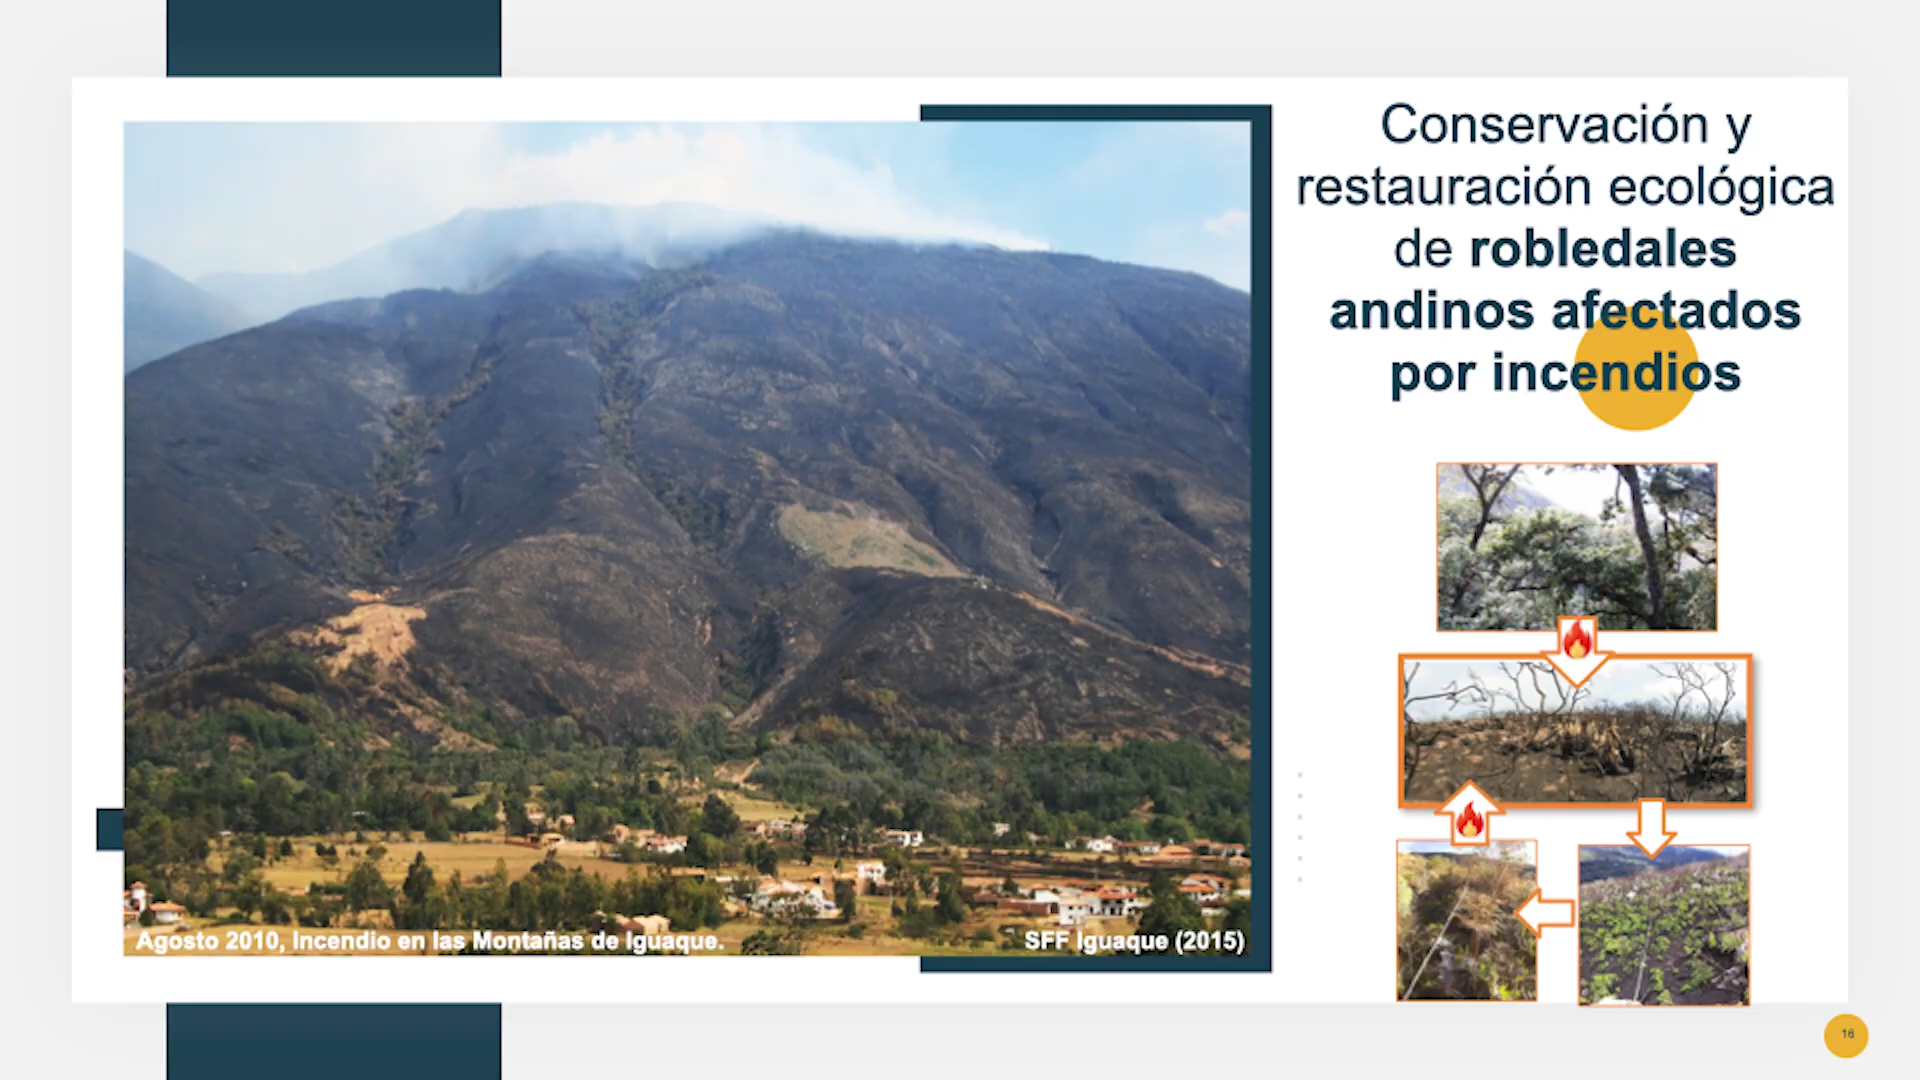 Conservación y
restauración ecológica
de robledales
andinos afectados
por incendios
Agosto 2010, Incendio en las Montañas de Iguaque.
SFF Iguaque (2015)
16